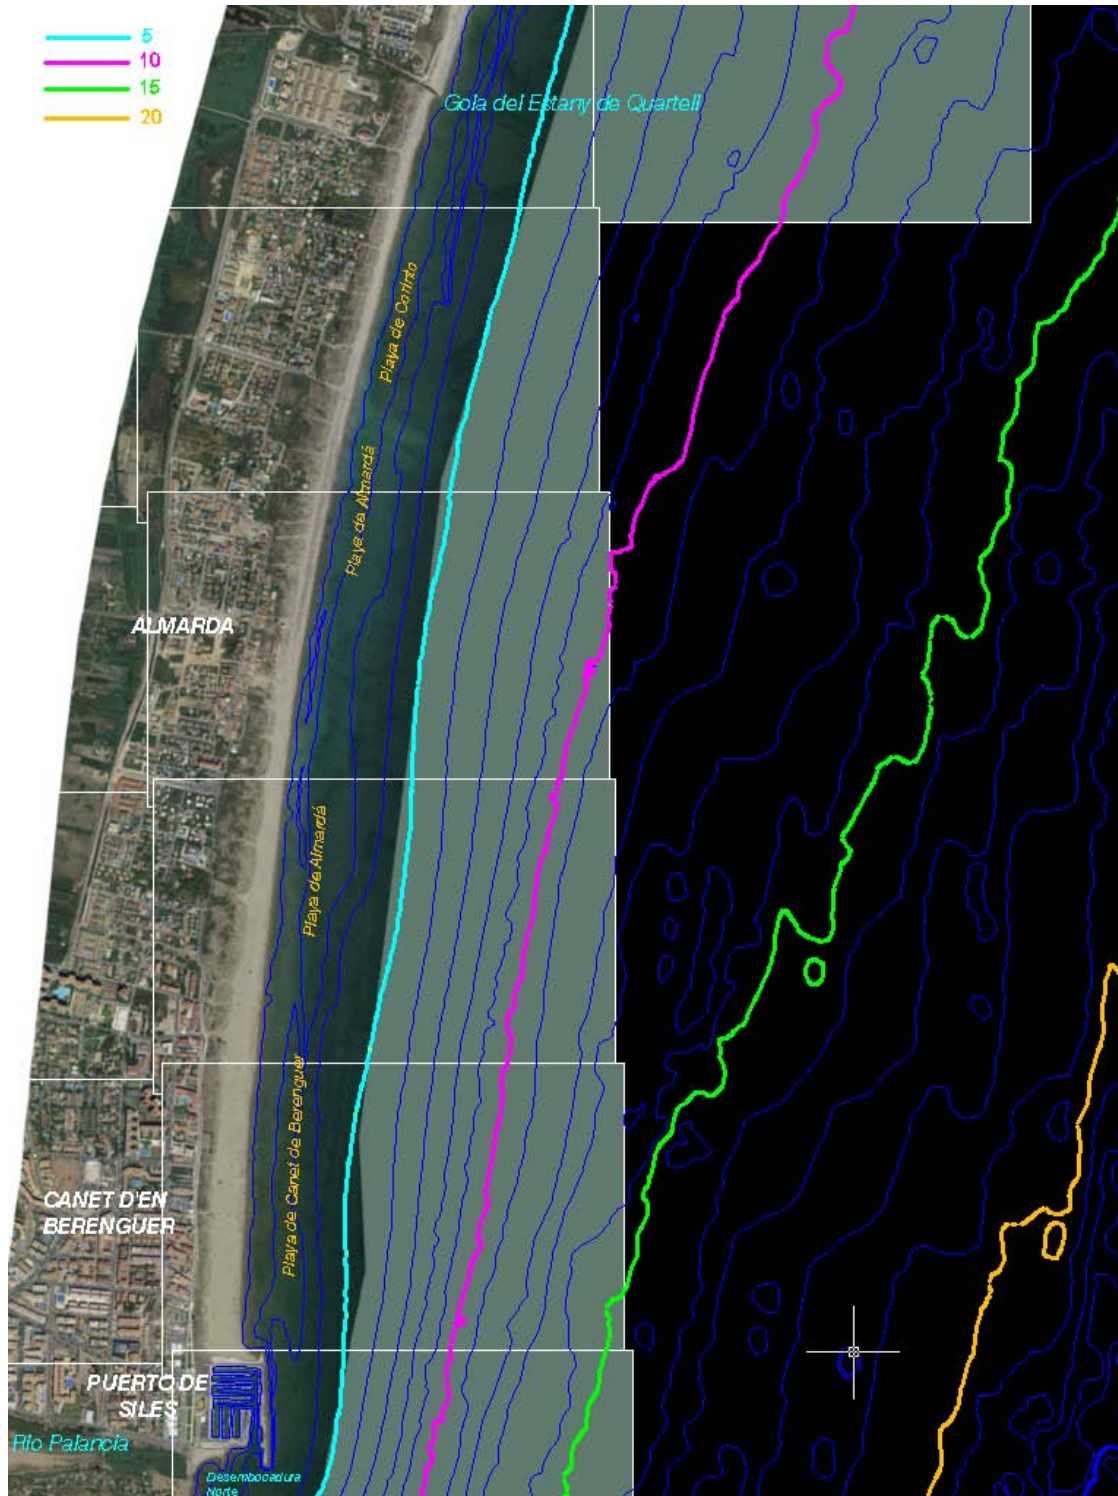 5
10
15
20
Gola del Estany de Quartell
Playa de Corinto
Playa de Almardá
ALMARDA
Playa de Almardá
Playa de Canet de Berenguer
CANET D'EN
BERENGUER
PUERTO DE
SILES
Rio Palancia
Desembocadura
Norte